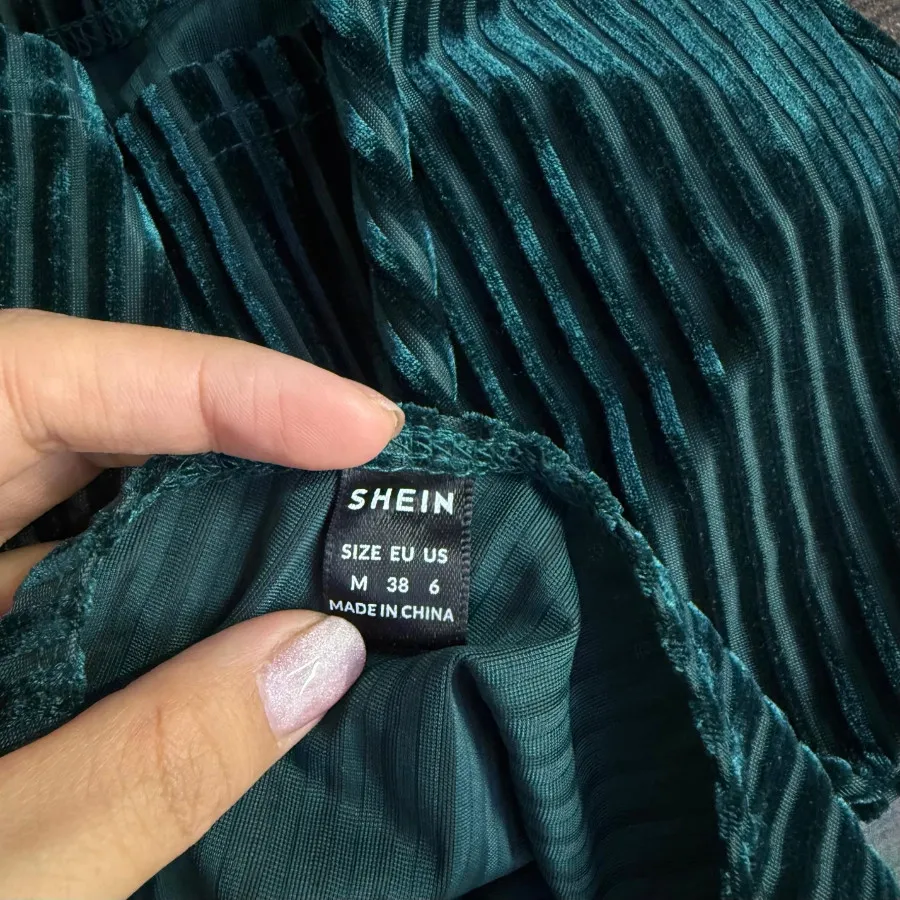 SHEIN
SIZE EU US
M 38 6
MADE IN CHINA